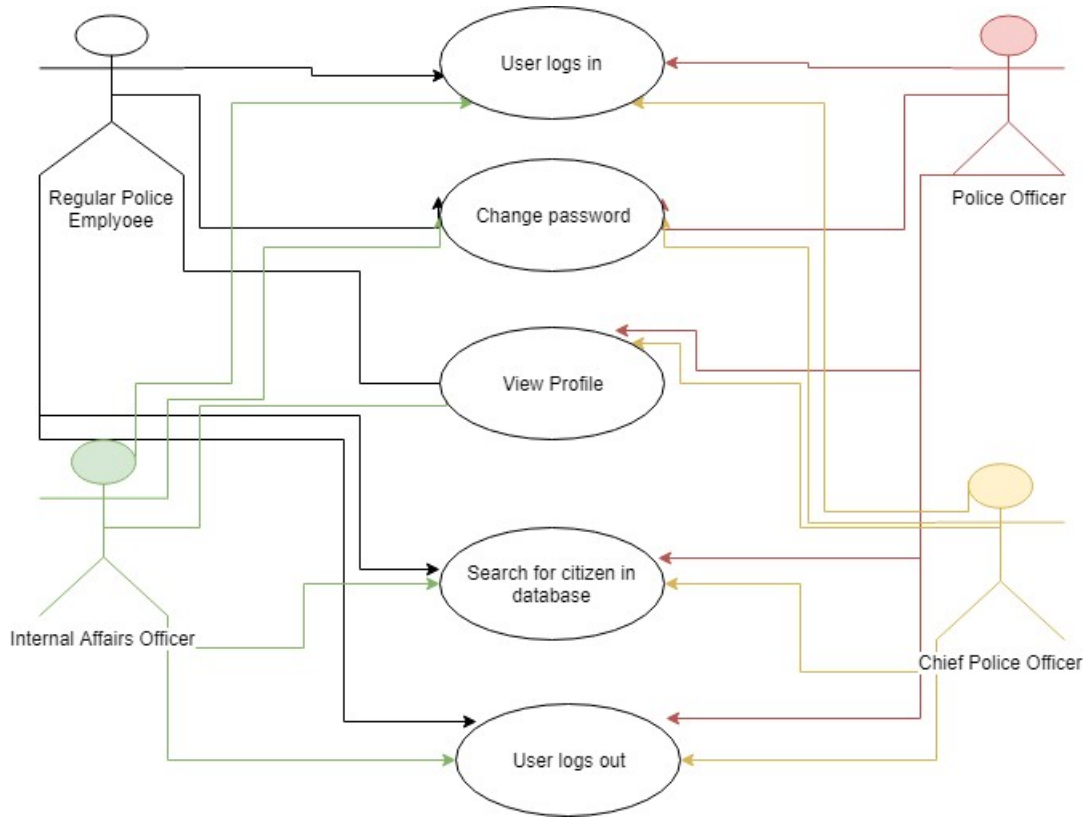 User logs in
Regular Police
Emplyoee
Police Officer
Change password
View Profile
Search for citizen in
database
Internal Affairs Officer
Chief Police Officer
User logs out